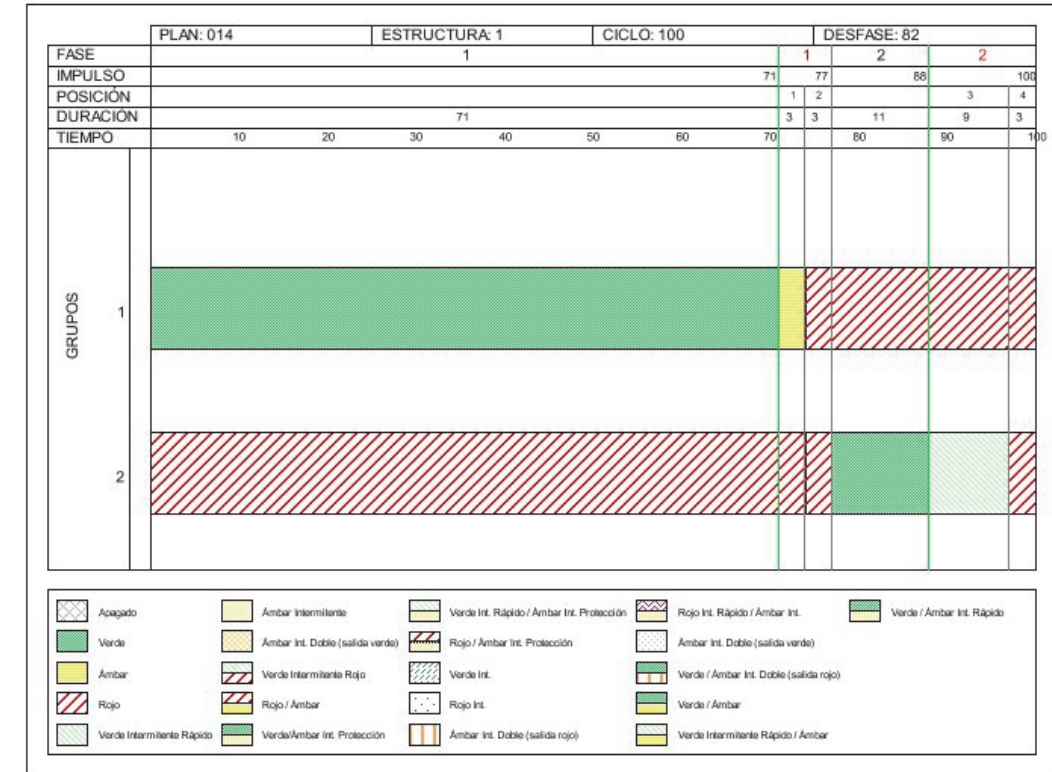 PLAN: 014 ESTRUCTURA: 1 CICLO: 100 DESFASE: 82
FASE 1 1 2 2
IMPULSO 71 77 88 100
POSICIÓN 1 2 3 4
DURACIÓN 71 3 3 11 9 3
TIEMPO 10 20 30 40 50 60 70 80 90 100
GRUPOS
1
2
Apagado Ámbar Intermitente Verde Int. Rápido / Ámbar Int. Protección Rojo Int. Rápido / Ámbar Int. Verde / Ámbar Int. Rápido
Verde Ámbar Int. Doble (salida verde) Rojo / Ámbar Int. Protección Ámbar Int. Doble (salida verde)
Ámbar Verde Intermitente Rojo Verde Int. Verde / Ámbar Int. Doble (salida rojo)
Rojo Rojo / Ámbar Rojo Int. Verde / Ámbar
Verde Intermitente Rápido Verde/Ámbar Int. Protección Ámbar Int. Doble (salida rojo) Verde Intermitente Rápido / Ámbar